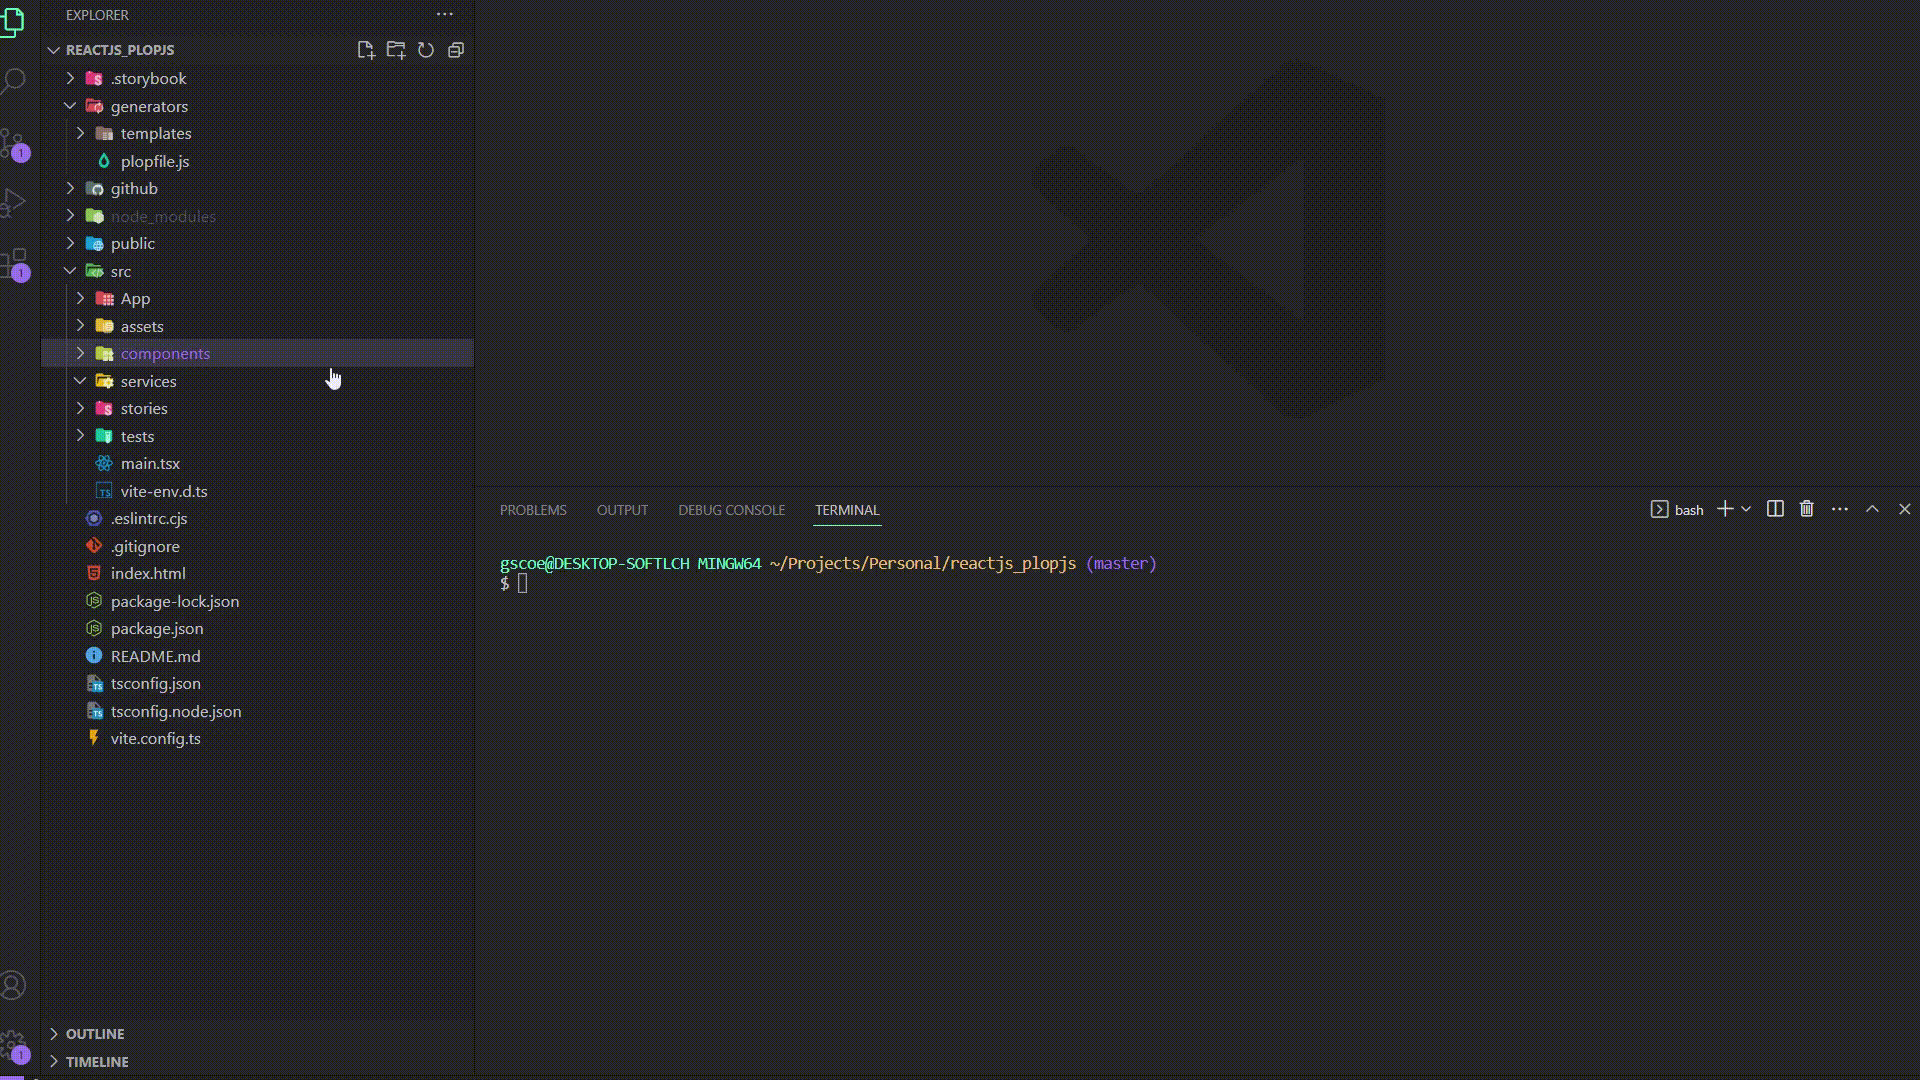 EXPLORER
REACTJS_PLOPJS
.storybook
generators
templates
plopfile.js
github
node_modules
public
src
App
assets
components
services
stories
tests
main.tsx
vite-env.d.ts
.eslintrc.cjs
.gitignore
index.html
package-lock.json
package.json
README.md
tsconfig.json
tsconfig.node.json
vite.config.ts
OUTLINE
TIMELINE
1
1
1
PROBLEMS OUTPUT DEBUG CONSOLE TERMINAL
bash
gscoe@DESKTOP-SOFTLCH MINGW64 ~/Projects/Personal/reactjs_plopjs (master)
$